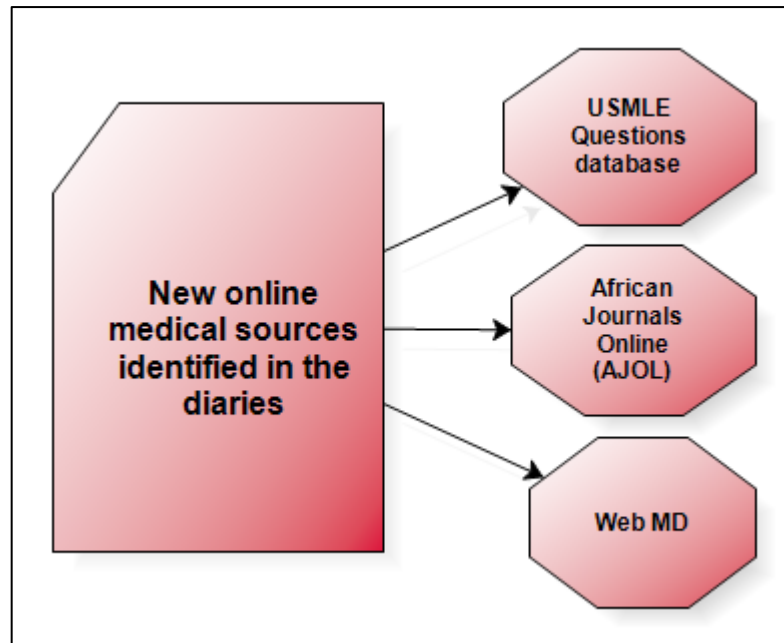 New online
medical sources
identified in the
diaries
USMLE
Questions
database
African
Journals
Online
(AJOL)
Web MD